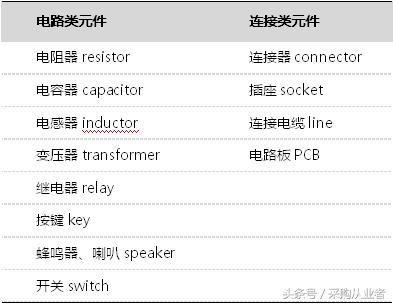 电路类元件 连接类元件
电阻器 resistor 连接器 connector
电容器 capacitor 插座 socket
电感器 inductor 连接电缆 line
变压器 transformer 电路板 PCB
继电器 relay
按键 key
蜂鸣器、喇叭 speaker
开关 switch
头条号 / 采购从业者